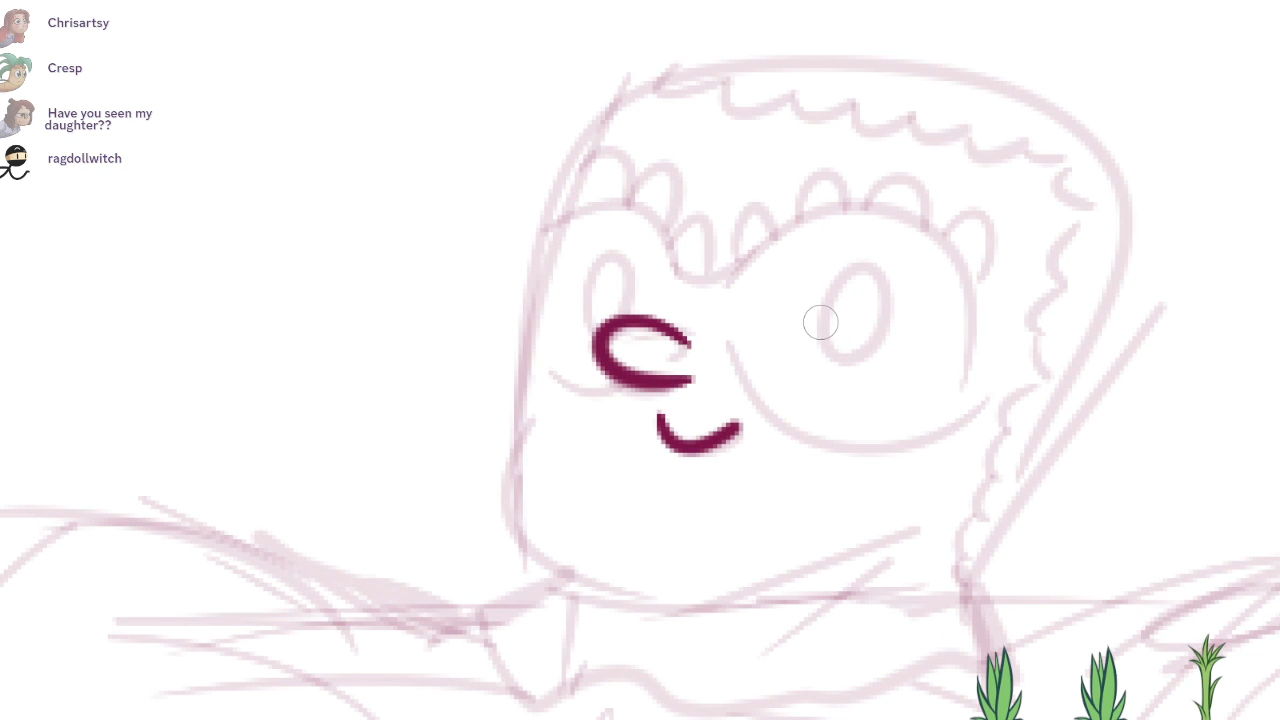 Chrisartsy
Cresp
Have you seen my
daughter??
ragdollwitch